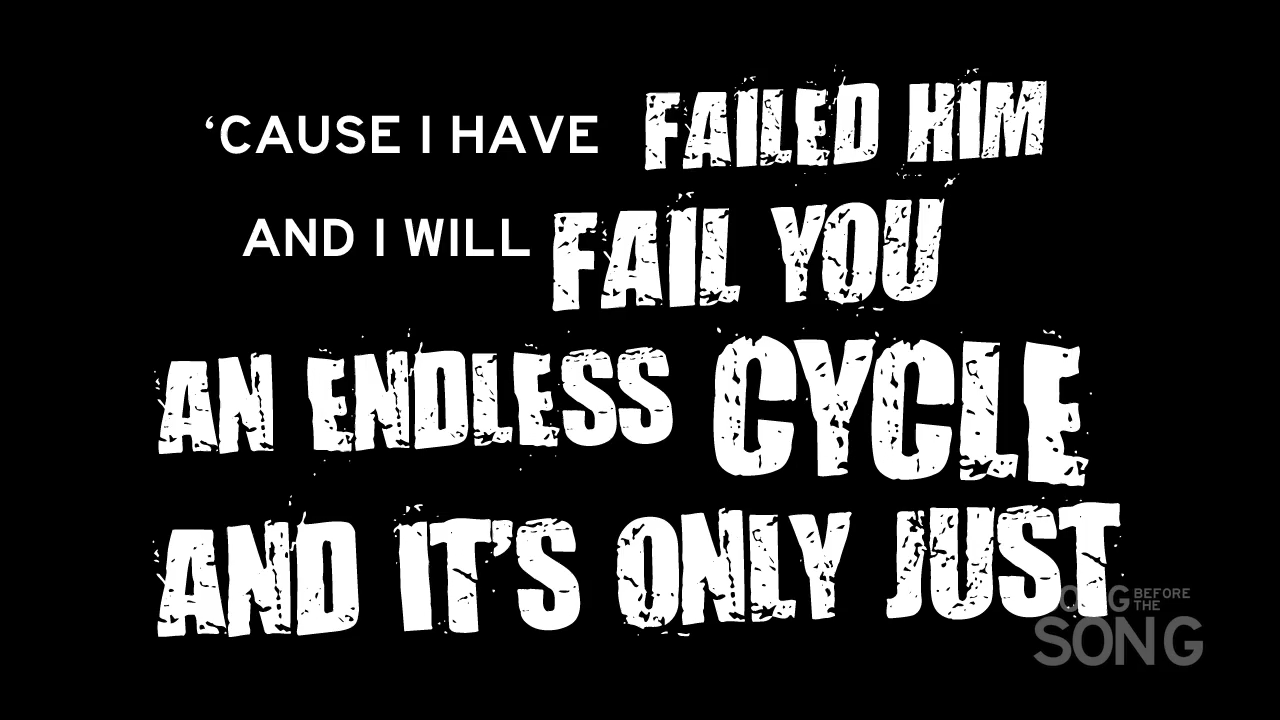 ‘CAUSE I HAVE FAILED HIM
AND I WILL FAIL YOU
AN ENDLESS CYCLE
AND IT’S ONLY JUST
BEFORE
THE
SONG